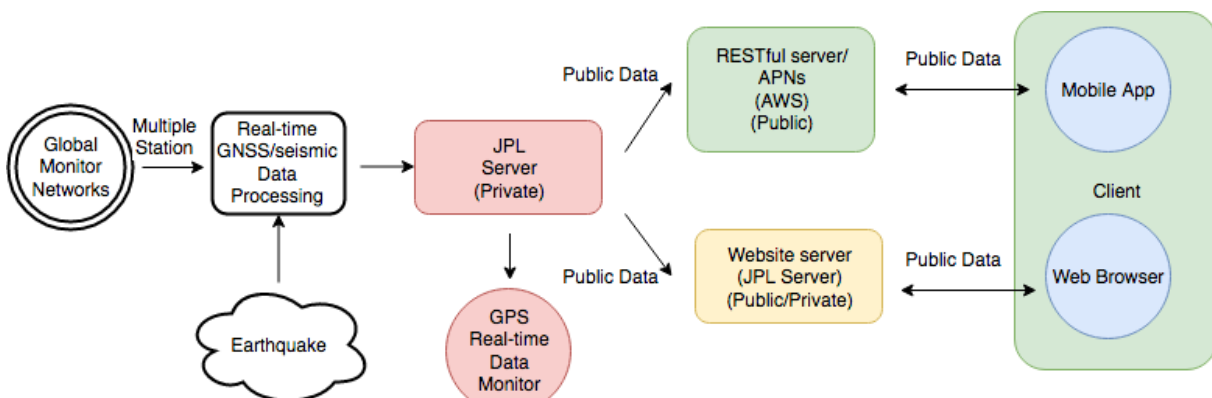 Global
Monitor
Networks
Multiple
Station
Real-time
GNSS/seismic
Data
Processing
Earthquake
JPL
Server
(Private)
GPS
Real-time
Data
Monitor
Public Data
RESTful server/
APNs
(AWS)
(Public)
Public Data
Website server
(JPL Server)
(Public/Private)
Public Data
Mobile App
Client
Public Data
Web Browser